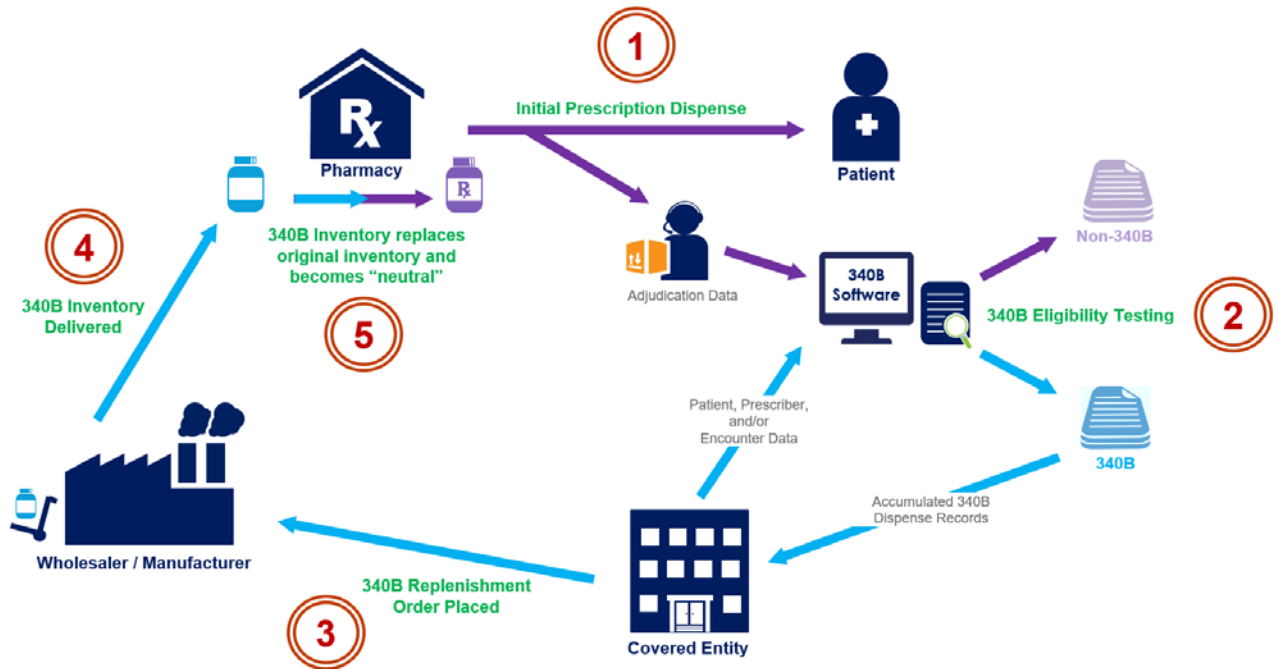 1
Initial Prescription Dispense
Rx
Pharmacy
Patient
Rx
340B Inventory replaces
original inventory and
becomes “neutral”
5
4
340B Inventory
Delivered
Adjudication Data
340B
Software
Non-340B
340B Eligibility Testing
2
340B
Patient, Prescriber,
and/or
Encounter Data
Accumulated 340B
Dispense Records
Wholesaler / Manufacturer
340B Replenishment
Order Placed
3
Covered Entity